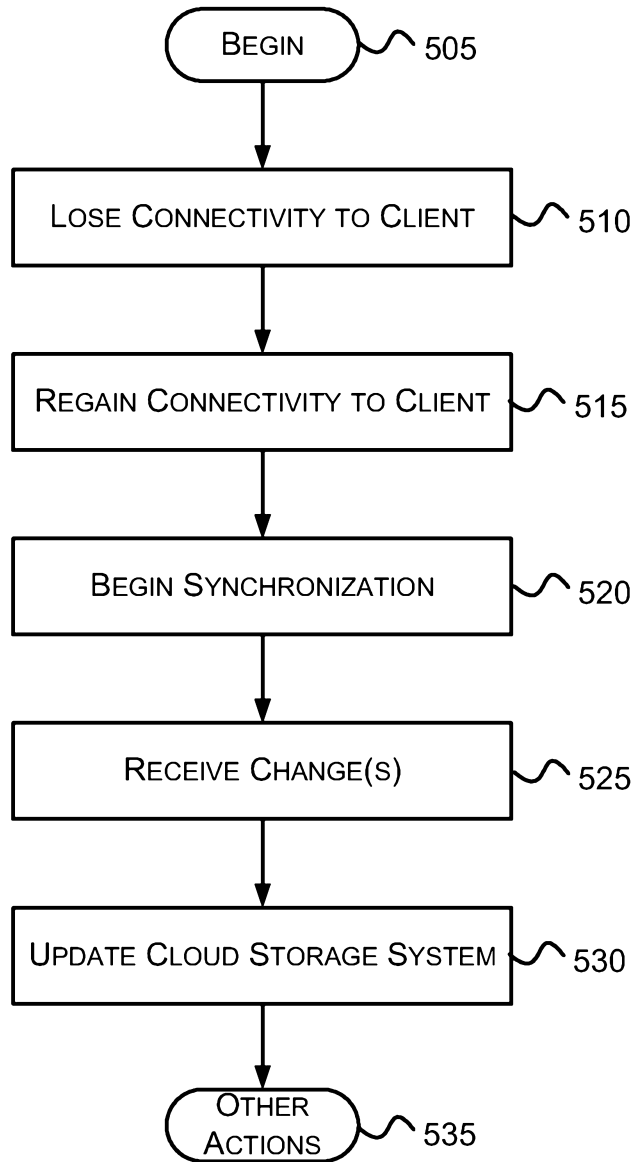 BEGIN
505
LOSE CONNECTIVITY TO CLIENT
510
REGAIN CONNECTIVITY TO CLIENT
515
BEGIN SYNCHRONIZATION
520
RECEIVE CHANGE(S)
525
UPDATE CLOUD STORAGE SYSTEM
530
OTHER
ACTIONS
535